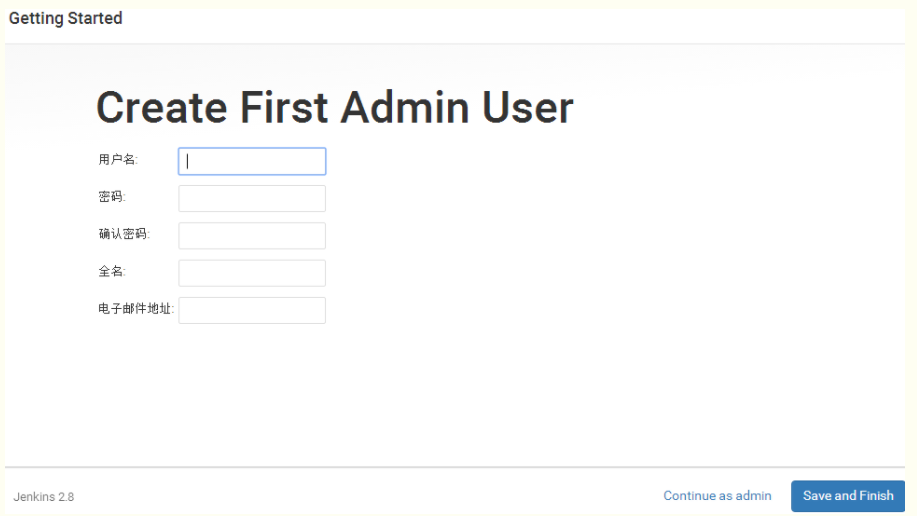 Getting Started
Create First Admin User
用户名:
密码:
确认密码:
全名:
电子邮件地址:
Jenkins 2.8
Continue as admin
Save and Finish